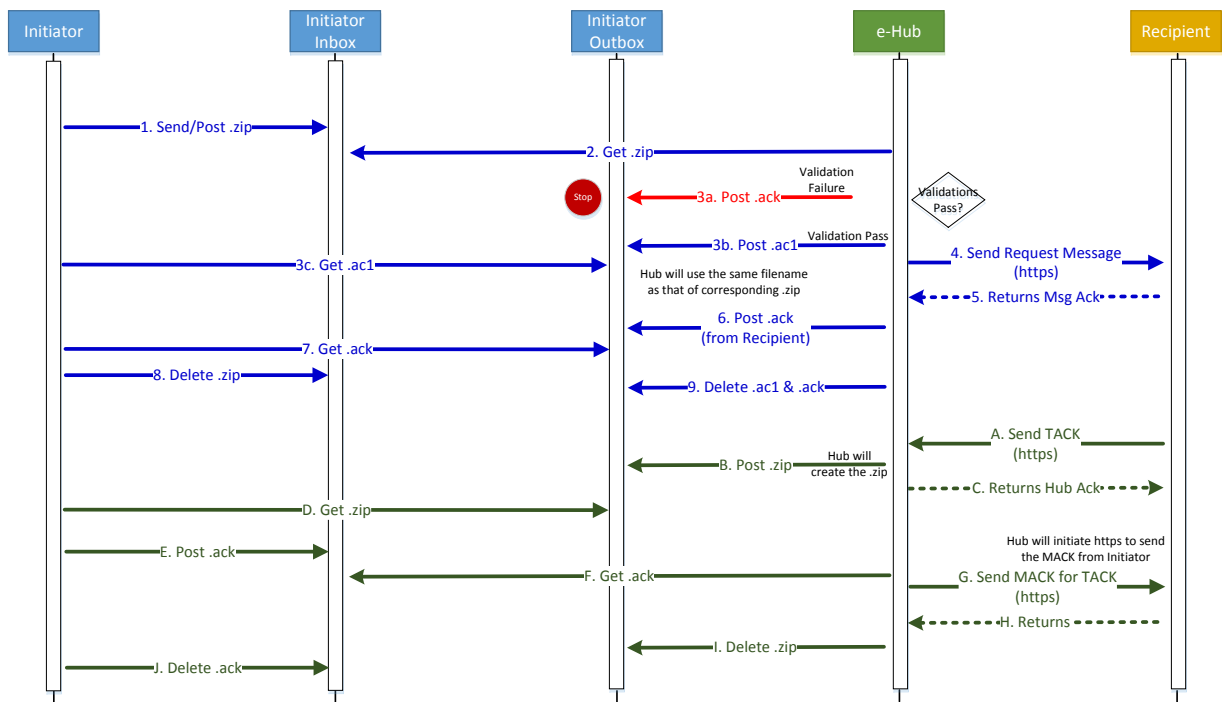 Initiator
Initiator
Inbox
Initiator
Outbox
e-Hub
Recipient
1. Send/Post .zip
2. Get .zip
Validation
Failure
Stop
3a. Post .ack
Validations
Pass?
3b. Post .ac1
Validation Pass
3c. Get .ac1
4. Send Request Message
(https)
Hub will use the same filename
as that of corresponding .zip
5. Returns Msg Ack
6. Post .ack
(from Recipient)
7. Get .ack
8. Delete .zip
9. Delete .ac1 & .ack
A. Send TACK
(https)
B. Post .zip
Hub will
create the .zip
C. Returns Hub Ack
D. Get .zip
E. Post .ack
Hub will initiate https to send
the MACK from Initiator
F. Get .ack
G. Send MACK for TACK
(https)
H. Returns
I. Delete .zip
J. Delete .ack